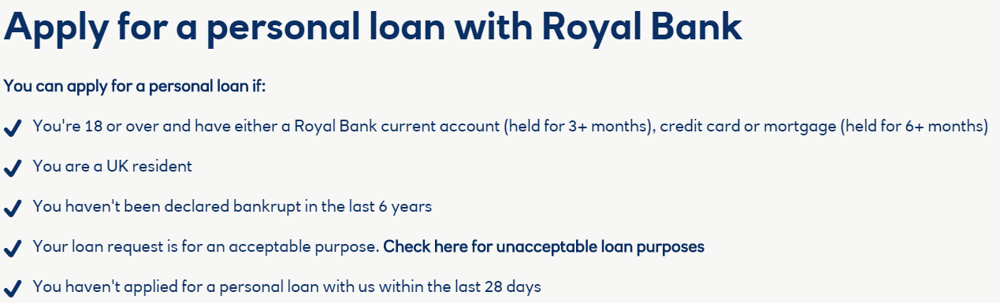 Apply for a personal loan with Royal Bank
You can apply for a personal loan if:
You're 18 or over and have either a Royal Bank current account (held for 3+ months), credit card or mortgage (held for 6+ months)
You are a UK resident
You haven't been declared bankrupt in the last 6 years
Your loan request is for an acceptable purpose. Check here for unacceptable loan purposes
You haven't applied for a personal loan with us within the last 28 days